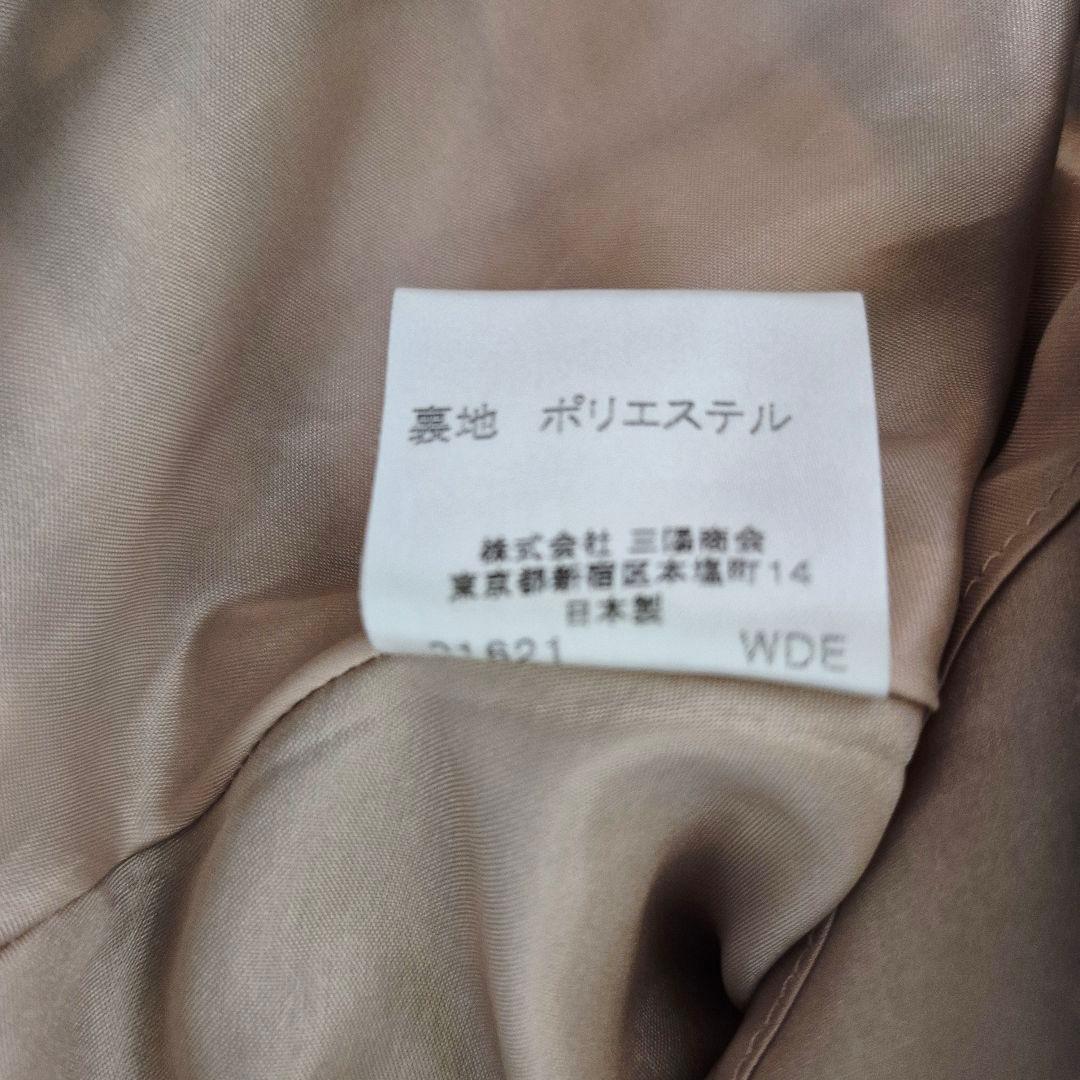 裏地　ポリエステル
株式会社 三陽商会
東京都新宿区本塩町14
日本製
21621 WDE